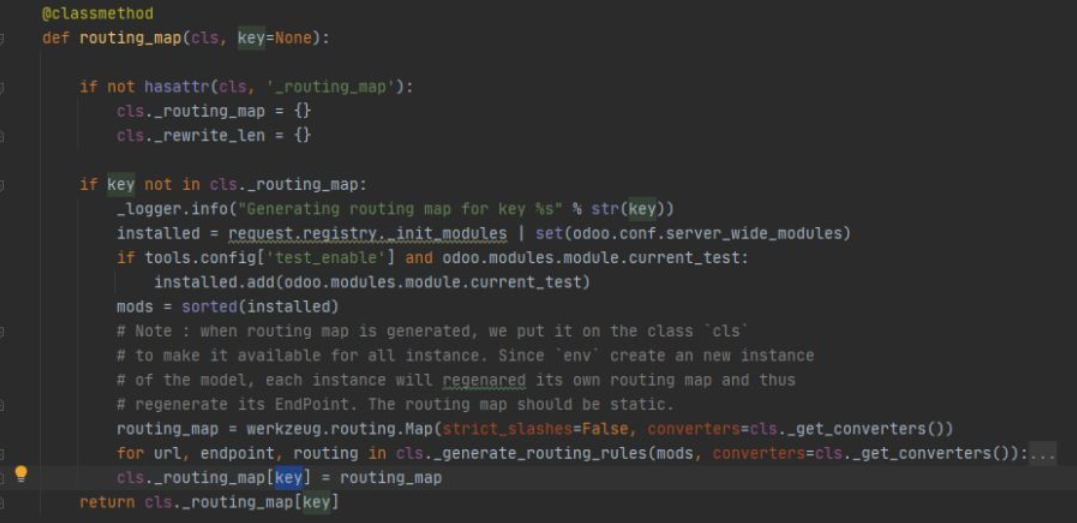 @classmethod
def routing_map(cls, key=None):
if not hasattr(cls, '_routing_map'):
cls._routing_map = {}
cls._rewrite_len = {}
if key not in cls._routing_map:
_logger.info("Generating routing map for key %s" % str(key))
installed = request.registry._init_modules | set(odoo.conf.server_wide_modules)
if tools.config['test_enable'] and odoo.modules.module.current_test:
installed.add(odoo.modules.module.current_test)
mods = sorted(installed)
# Note : when routing map is generated, we put it on the class `cls`
# to make it available for all instance. Since `env` create an new instance
# of the model, each instance will regenared its own routing map and thus
# regenerate its EndPoint. The routing map should be static.
routing_map = werkzeug.routing.Map(strict_slashes=False, converters=cls._get_converters())
for url, endpoint, routing in cls._generate_routing_rules(mods, converters=cls._get_converters()):...
cls._routing_map[key] = routing_map
return cls._routing_map[key]